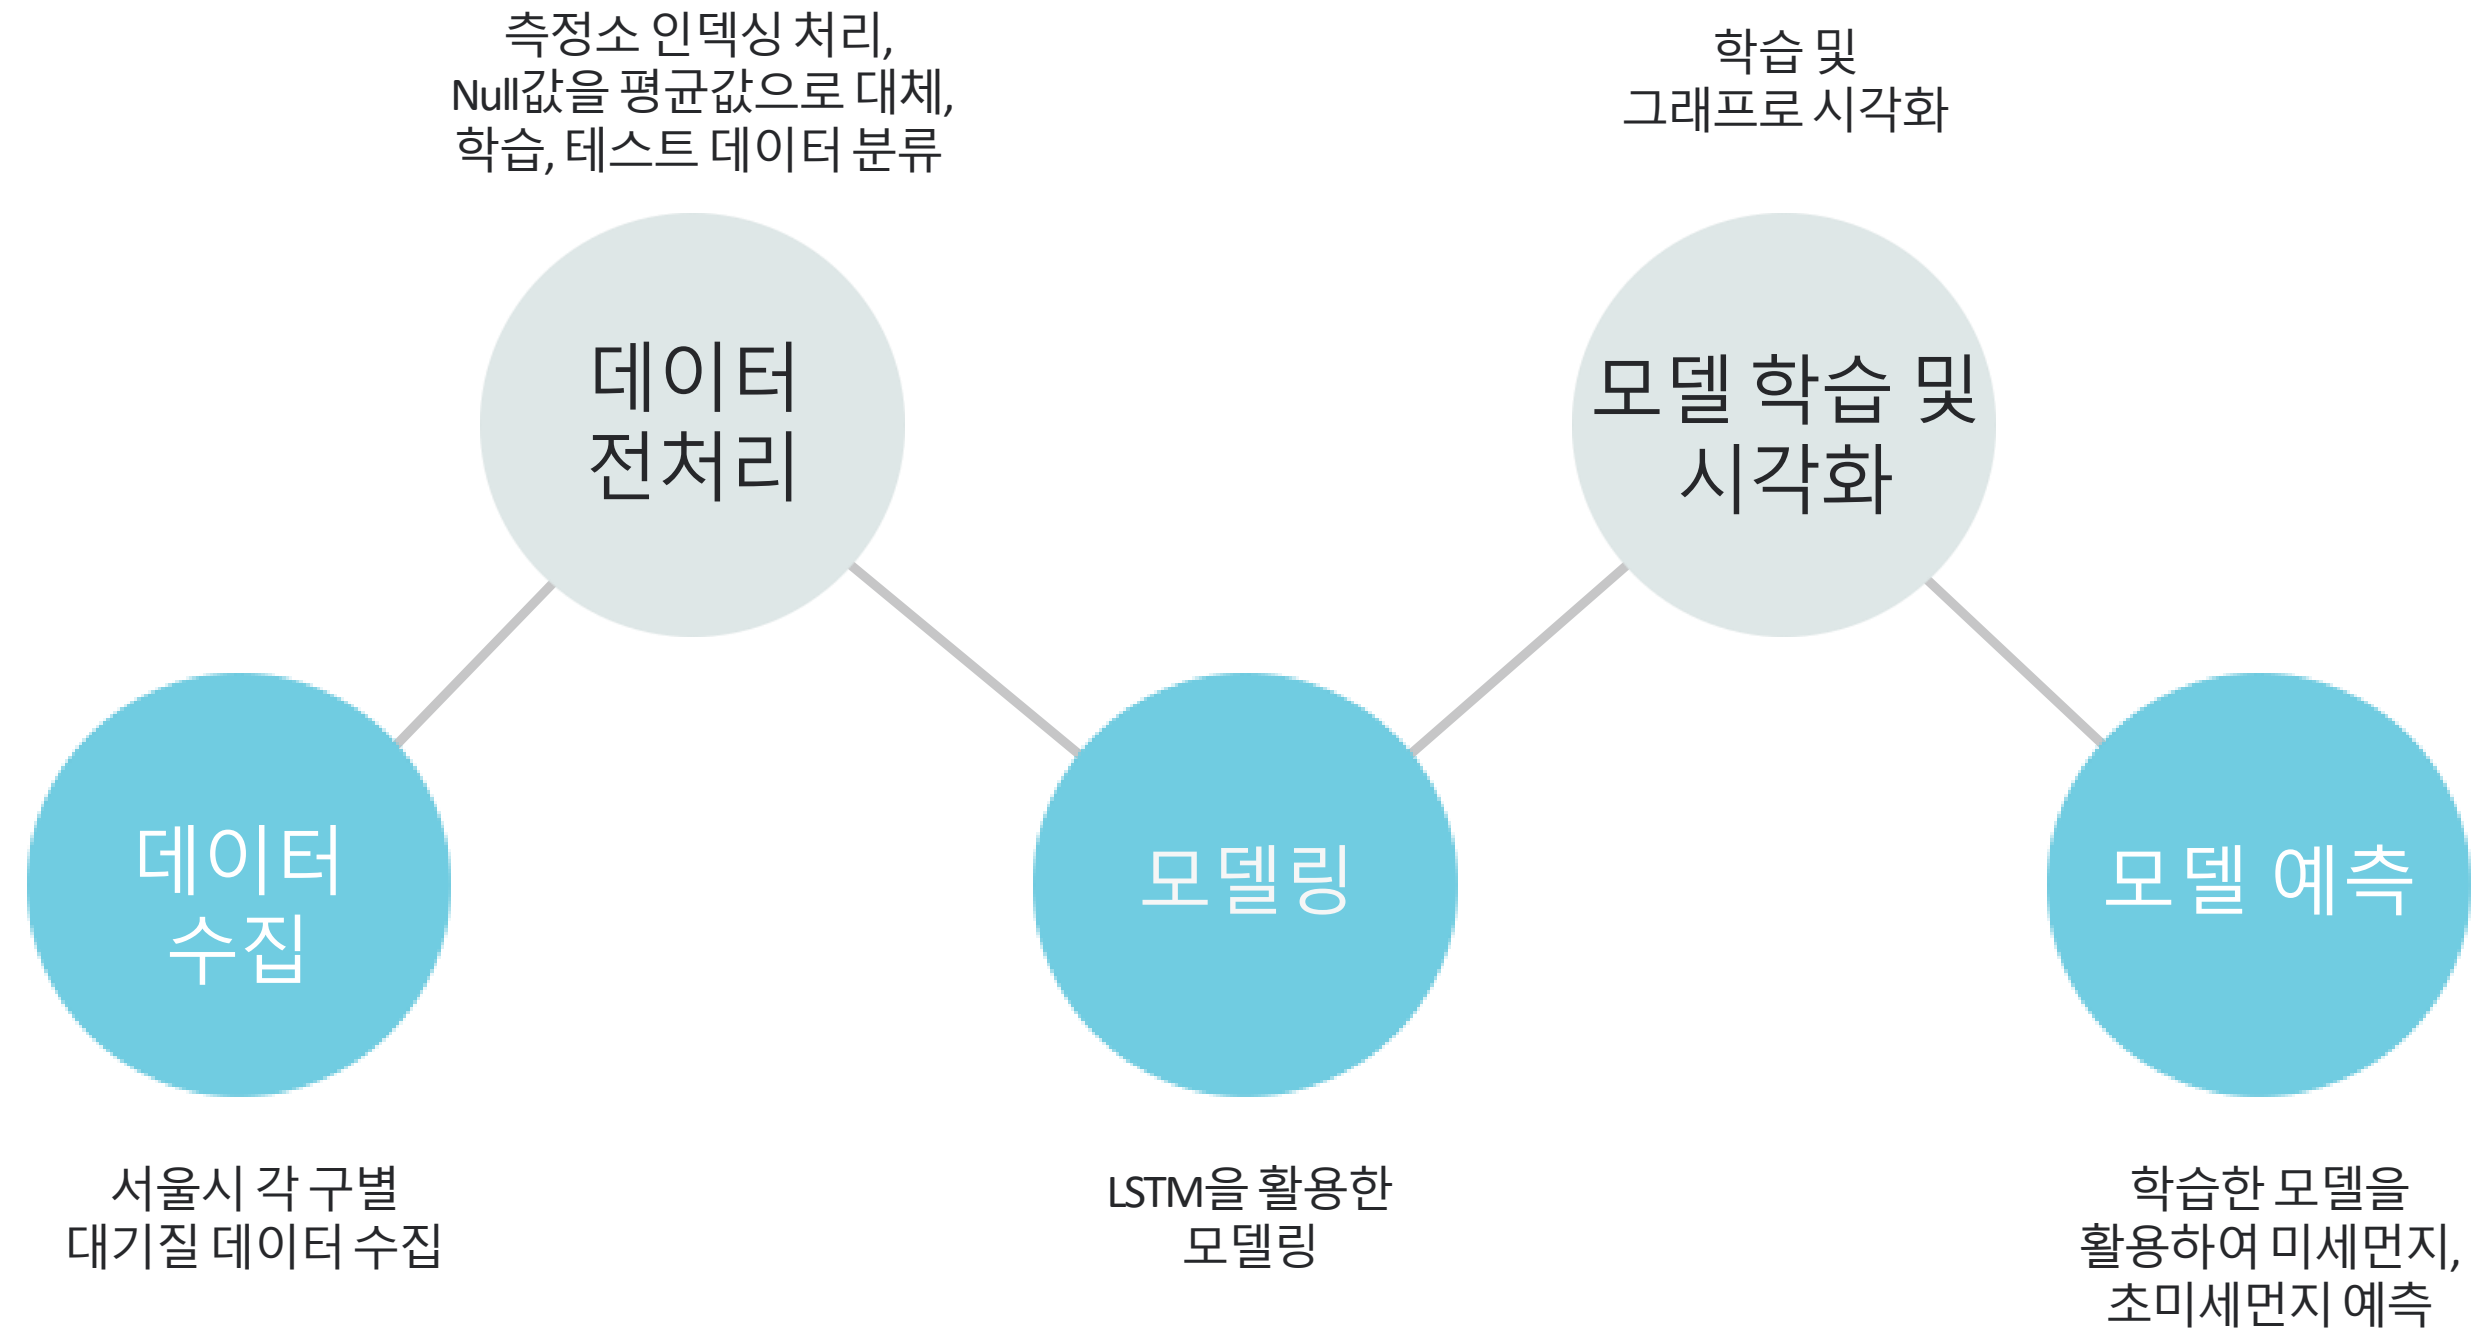 측정소 인덱싱 처리,
Null값을 평균값으로 대체,
학습, 테스트 데이터 분류
학습 및
그래프로 시각화
데이터
전처리
모델 학습 및
시각화
데이터
수집
모델링
모델 예측
서울시 각 구별
대기질 데이터 수집
LSTM을 활용한
모델링
학습한 모델을
활용하여 미세먼지,
초미세먼지 예측